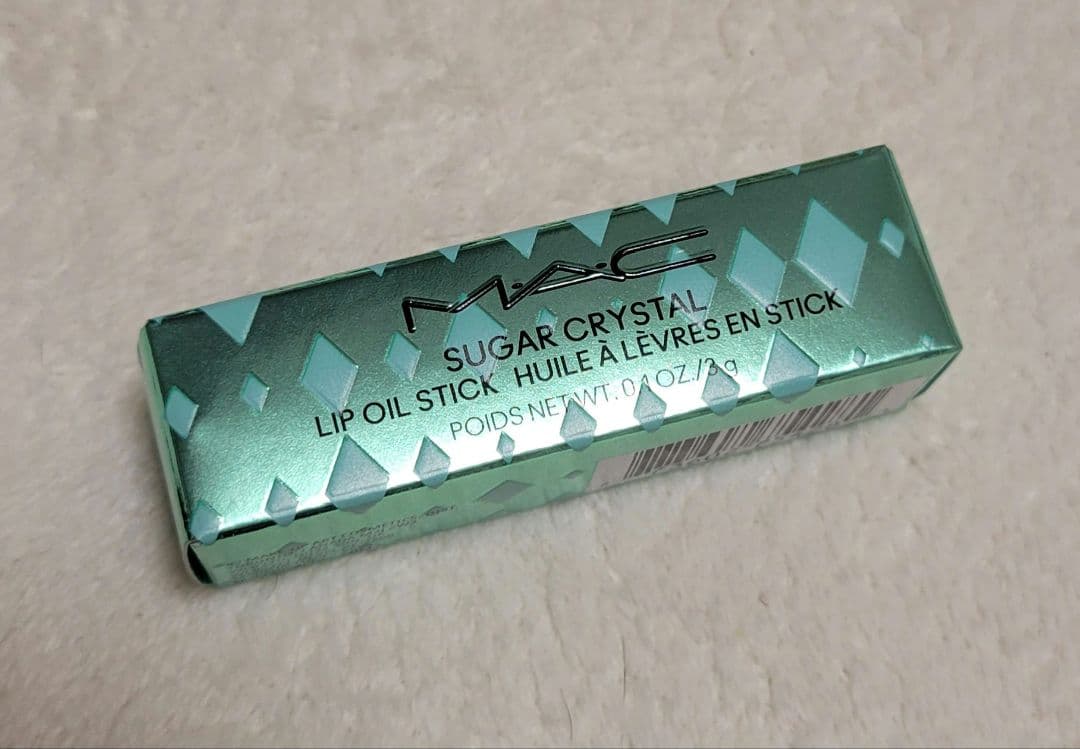 M·A·C
SUGAR CRYSTAL
LIP OIL STICK HUILE À LÈVRES EN STICK
POIDS NET WT. 0.1 OZ./3 g